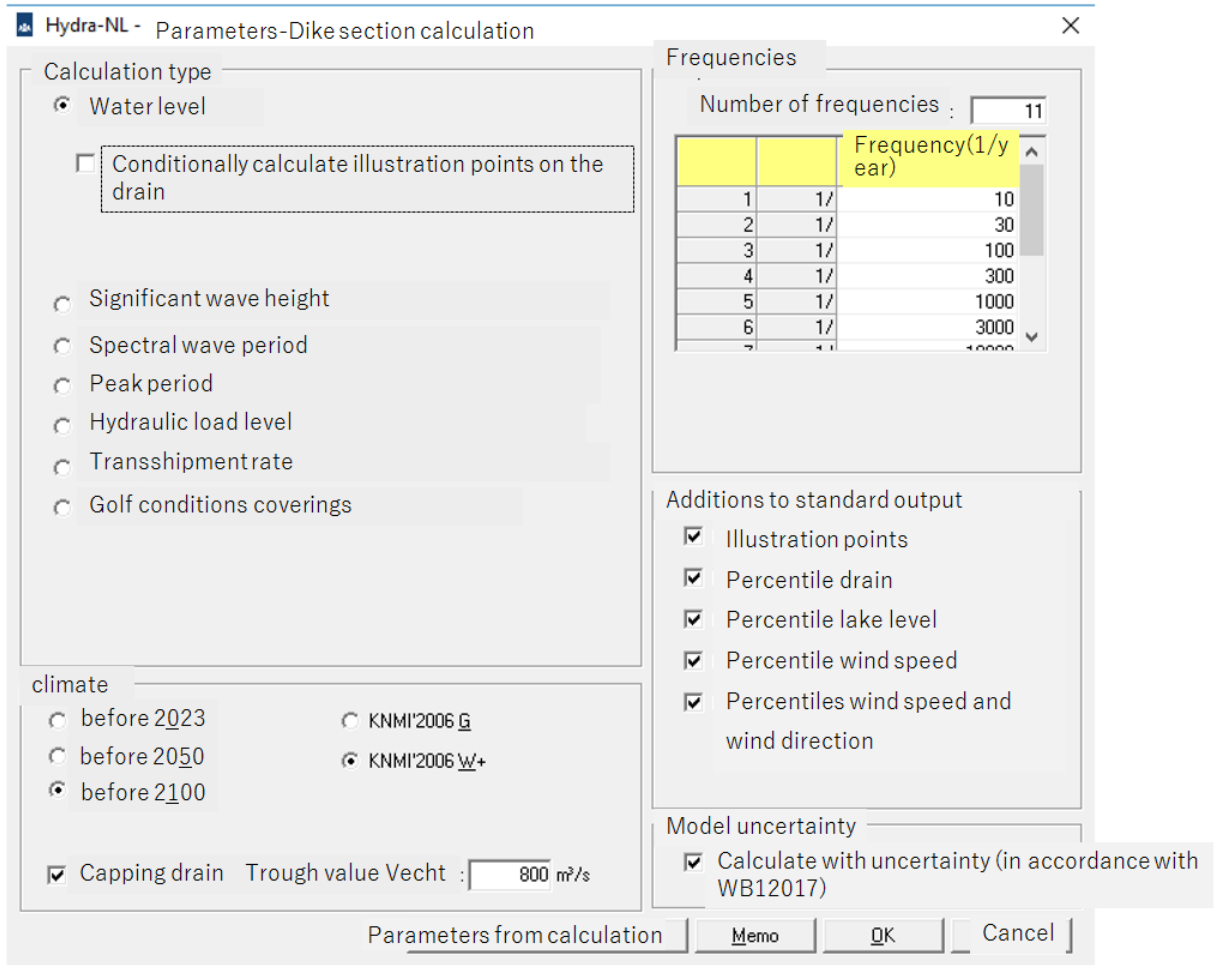 Hydra-NL - Parameters-Dike section calculation
Calculation type
Water level
Conditionally calculate illustration points on the
drain
Significant wave height
Spectral wave period
Peak period
Hydraulic load level
Transshipment rate
Golf conditions coverings
climate
before 2023
before 2050
before 2100
KNMI'2006 G
KNMI'2006 W+
Capping drain Trough value Vecht : 800 m³/s
Frequencies
Number of frequencies : 11
Frequency(1/y
ear)
1 1/ 10
2 1/ 30
3 1/ 100
4 1/ 300
5 1/ 1000
6 1/ 3000
7 1/ 10000
Additions to standard output
Illustration points
Percentile drain
Percentile lake level
Percentile wind speed
Percentiles wind speed and
wind direction
Model uncertainty
Calculate with uncertainty (in accordance with
WB12017)
Parameters from calculation
Memo
OK
Cancel